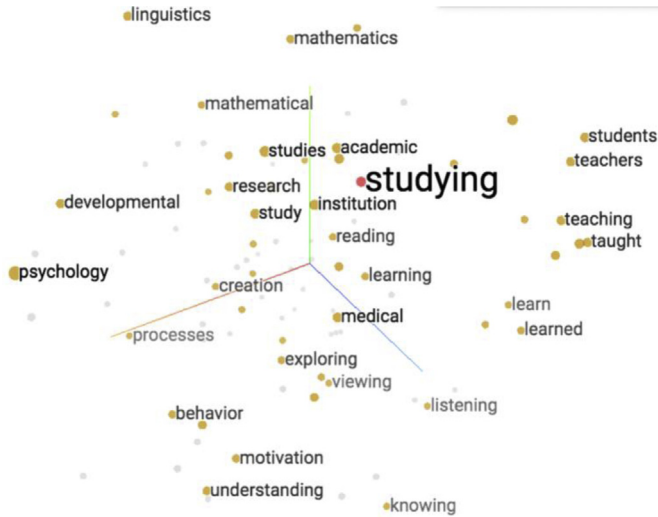 linguistics
mathematics
mathematical
students
studies
academic
teachers
studying
research
developmental
institution
study
teaching
reading
taught
psychology
learning
creation
learn
medical
learned
processes
exploring
viewing
listening
behavior
motivation
understanding
knowing